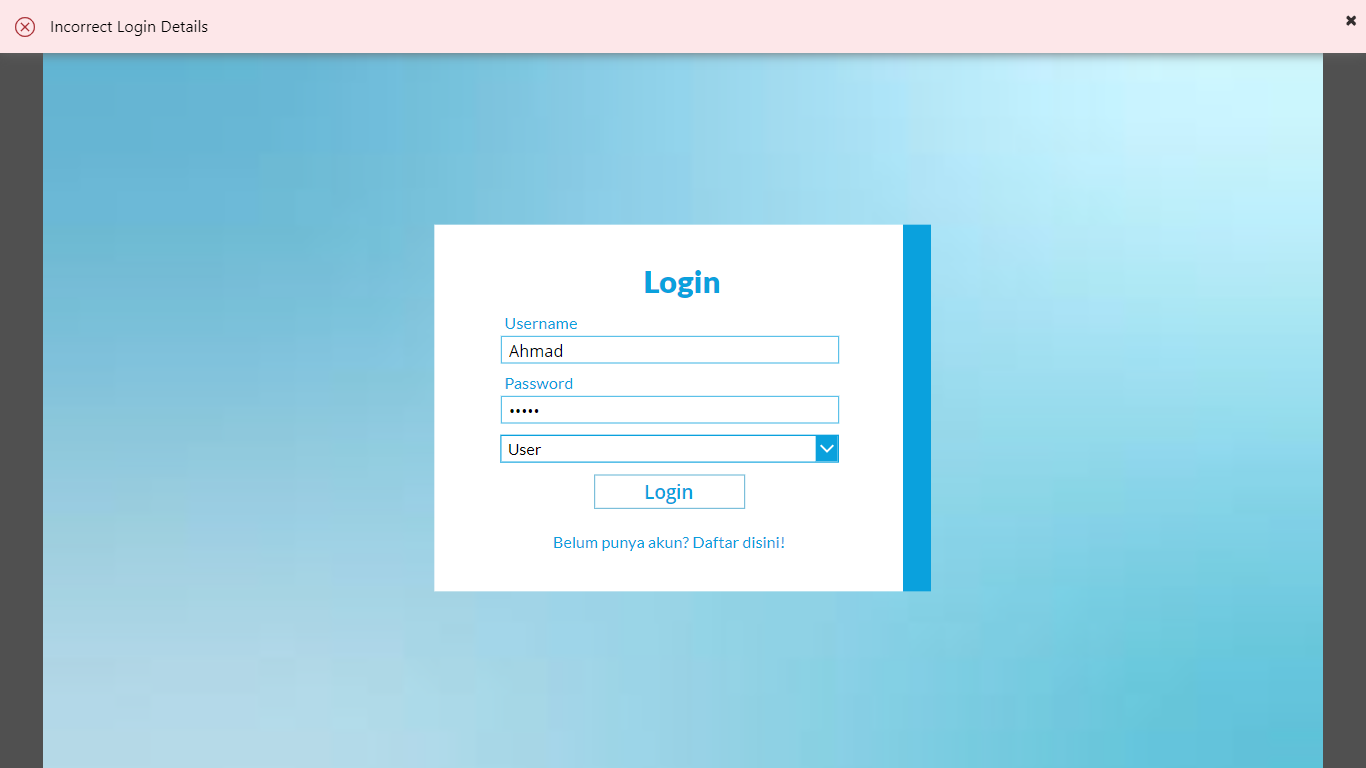 Incorrect Login Details
Login
Username
Ahmad
Password
•••••
User
Login
Belum punya akun? Daftar disini!